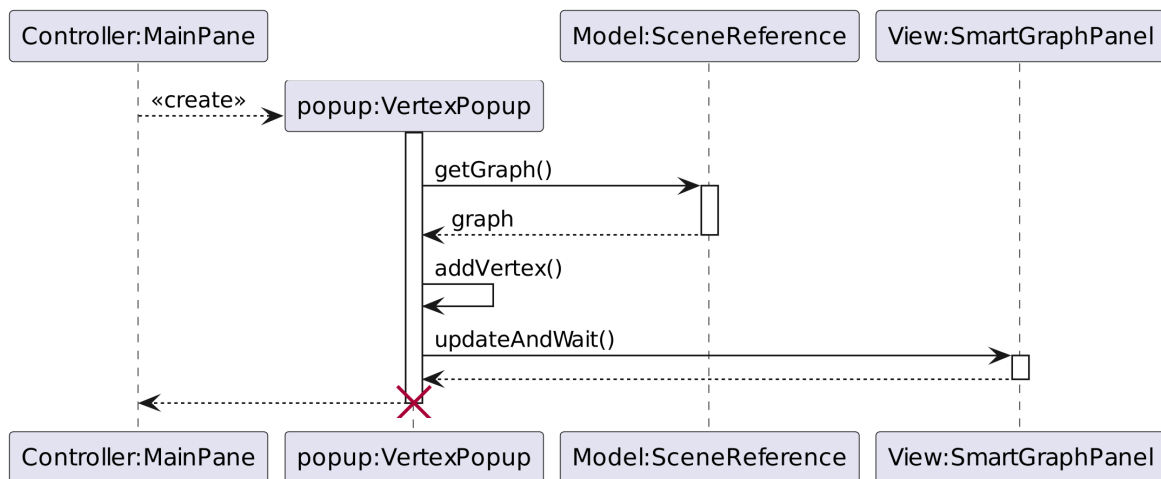 Controller:MainPane
Model:SceneReference
View:SmartGraphPanel
«create»
popup:VertexPopup
getGraph()
graph
addVertex()
updateAndWait()
Controller:MainPane
popup:VertexPopup
Model:SceneReference
View:SmartGraphPanel